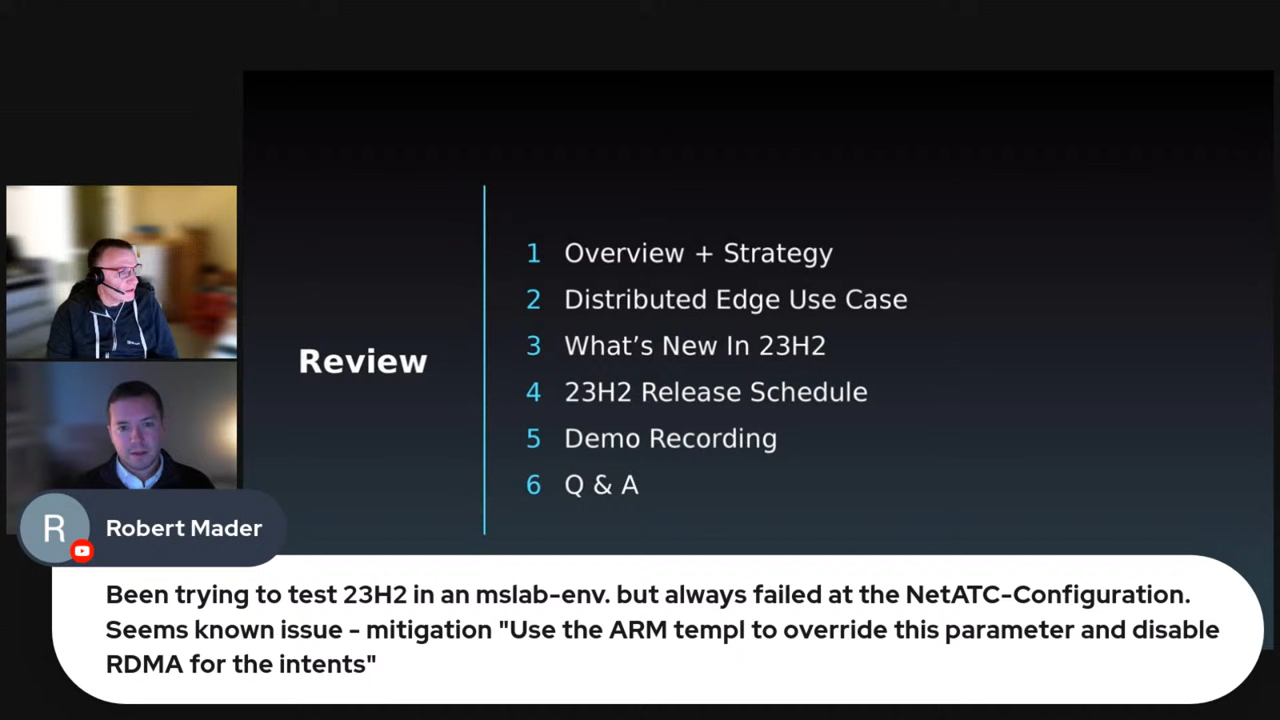 Review
1 Overview + Strategy
2 Distributed Edge Use Case
3 What’s New In 23H2
4 23H2 Release Schedule
5 Demo Recording
6 Q & A
R
Robert Mader
Been trying to test 23H2 in an mslab-env. but always failed at the NetATC-Configuration.
Seems known issue - mitigation "Use the ARM templ to override this parameter and disable
RDMA for the intents"